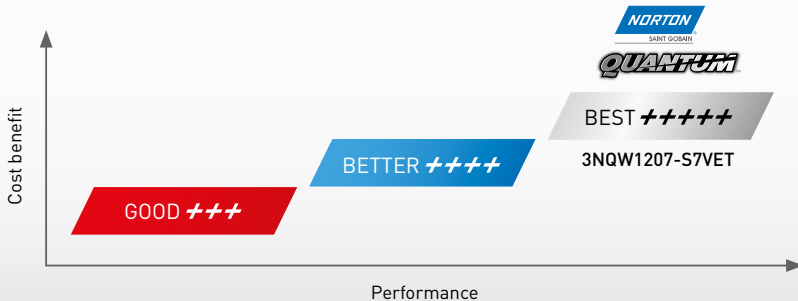 NORTON
SAINT GOBAIN
QUANTUM
BEST +++++
3NQW1207-S7VET
BETTER ++++
GOOD +++
Cost benefit
Performance